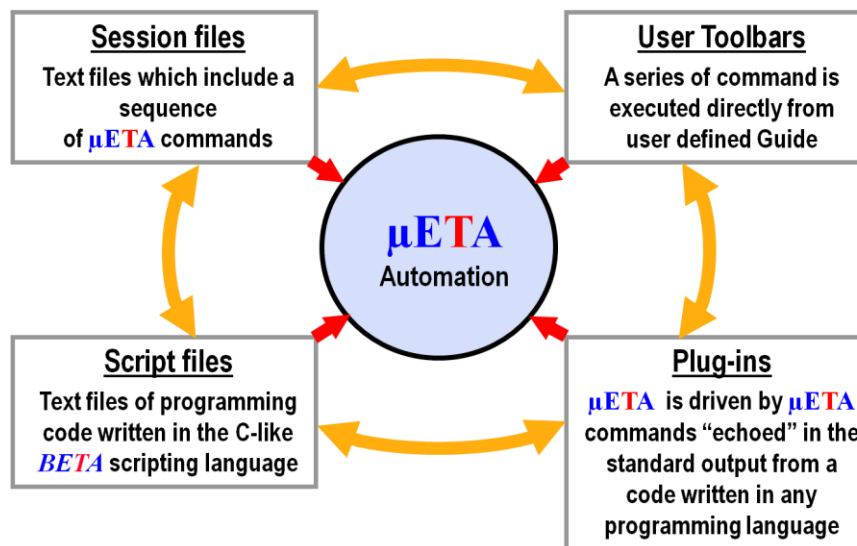 Session files
Text files which include a
sequence
of µETA commands
User Toolbars
A series of command is
executed directly from
user defined Guide
µETA
Automation
Script files
Text files of programming
code written in the C-like
BETA scripting language
Plug-ins
µETA is driven by µETA
commands “echoed” in the
standard output from a
code written in any
programming language